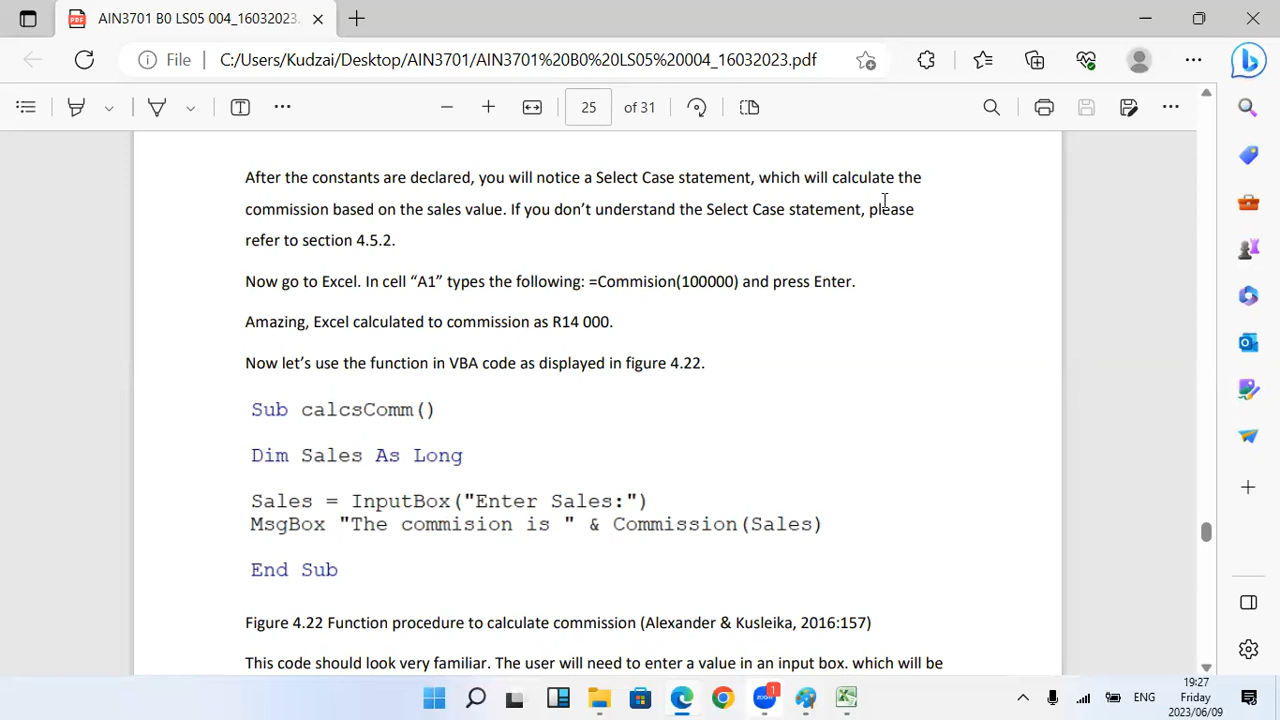 AIN3701 B0 LS05 004_16032023.
File
C:/Users/Kudzai/Desktop/AIN3701/AIN3701%20B0%20LS05%20004_16032023.pdf
25 of 31
After the constants are declared, you will notice a Select Case statement, which will calculate the
commission based on the sales value. If you don’t understand the Select Case statement, please
refer to section 4.5.2.
Now go to Excel. In cell “A1” types the following: =Commision(100000) and press Enter.
Amazing, Excel calculated to commission as R14 000.
Now let’s use the function in VBA code as displayed in figure 4.22.
Sub calcsComm()
Dim Sales As Long
Sales = InputBox("Enter Sales:")
MsgBox "The commision is " & Commission(Sales)
End Sub
Figure 4.22 Function procedure to calculate commission (Alexander & Kusleika, 2016:157)
This code should look very familiar. The user will need to enter a value in an input box. which will be
1
ENG
19:27
Friday
2023/06/09